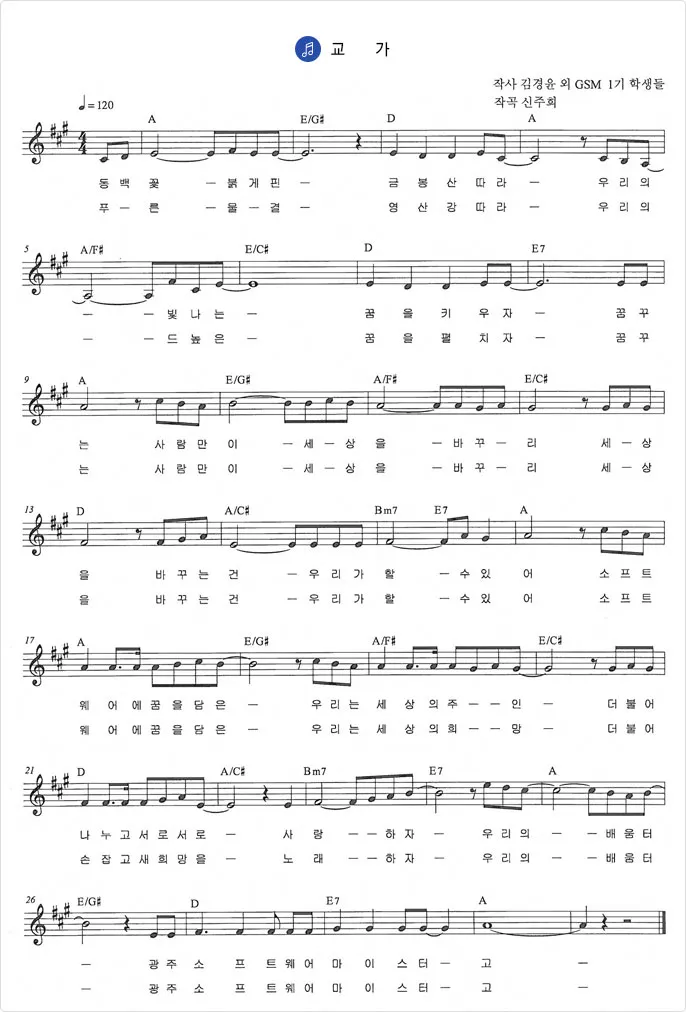 교 가
작사 김경윤 외 GSM 1기 학생들
작곡 신주희
♩=120
A E/G# D A
동 백 꽃 — 붉 게 핀 — 금 봉 산 따 라 — 우 리 의
푸 — 른 — 물 — 결 — 영 산 강 따 라 — 우 리 의
5 A/F# E/C# D E7
— — 빛 나 는 — 꿈 을 키 우 자 — 꿈 꾸
— — 드 높 은 — 꿈 을 펼 치 자 — 꿈 꾸
9 A E/G# A/F# E/C#
는 사 람 만 이 — 세 — 상 을 — 바 꾸 — 리 세 — 상
는 사 람 만 이 — 세 — 상 을 — 바 꾸 — 리 세 — 상
13 D A/C# Bm7 E7 A
을 바 꾸 는 건 — 우 리 가 할 — 수 있 어 소 프 트
을 바 꾸 는 건 — 우 리 가 할 — 수 있 어 소 프 트
17 A E/G# A/F# E/C#
웨 어 에 꿈 을 담 은 — 우 리 는 세 상 의 주 — 인 — 더 불 어
웨 어 에 꿈 을 담 은 — 우 리 는 세 상 의 희 — 망 — 더 불 어
21 D A/C# Bm7 E7 A
나 누 고 서 로 서 로 — 사 랑 — 하 자 — 우 리 의 — — 배 움 터
손 잡 고 새 희 망 을 — 노 래 — 하 자 — 우 리 의 — — 배 움 터
26 E/G# D E7 A
— 광 주 소 프 트 웨 어 마 이 스 터 — 고 —
— 광 주 소 프 트 웨 어 마 이 스 터 — 고 —